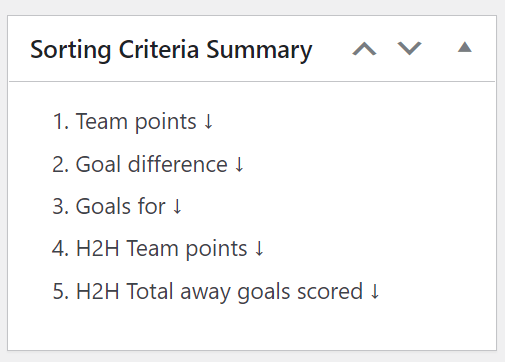 Sorting Criteria Summary
1. Team points ↓
2. Goal difference ↓
3. Goals for ↓
4. H2H Team points ↓
5. H2H Total away goals scored ↓